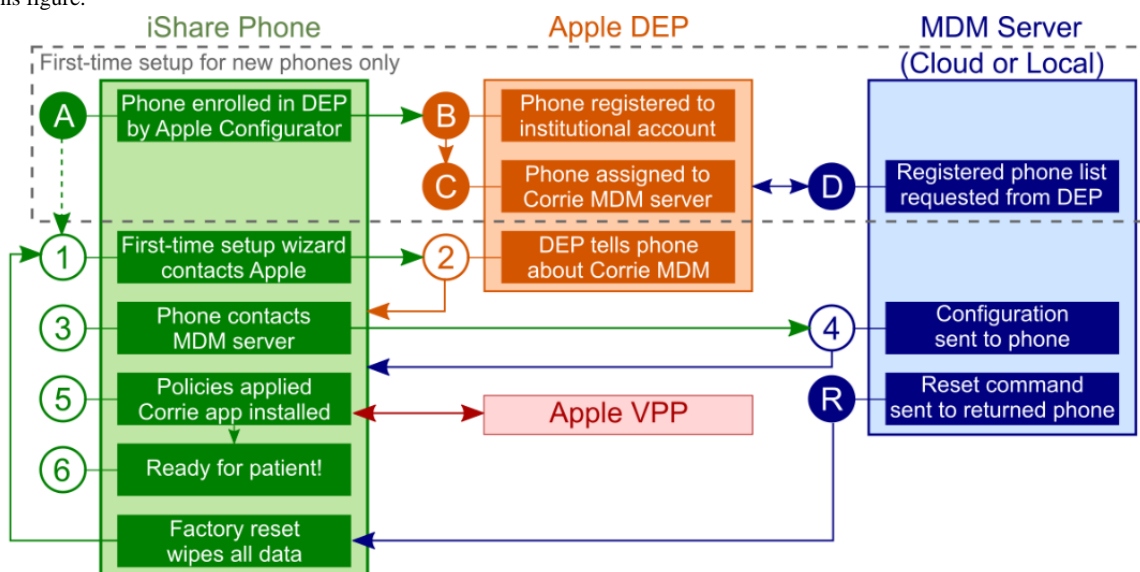 his figure.
iShare Phone
Apple DEP
MDM Server
(Cloud or Local)
First-time setup for new phones only
A
Phone enrolled in DEP
by Apple Configurator
B
Phone registered to
institutional account
C
Phone assigned to
Corrie MDM server
D
Registered phone list
requested from DEP
1
First-time setup wizard
contacts Apple
2
DEP tells phone
about Corrie MDM
3
Phone contacts
MDM server
4
Configuration
sent to phone
5
Policies applied
Corrie app installed
Apple VPP
R
Reset command
sent to returned phone
6
Ready for patient!
Factory reset
wipes all data